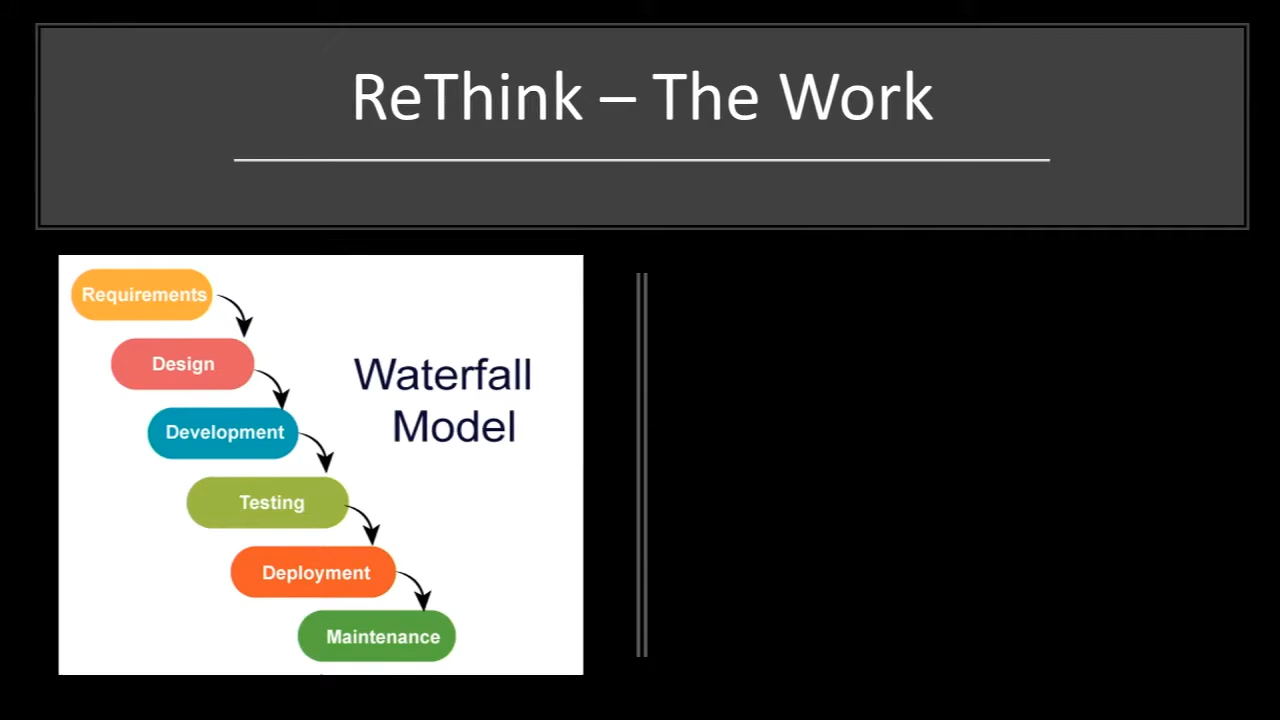 ReThink – The Work
Requirements
Design
Waterfall
Model
Development
Testing
Deployment
Maintenance